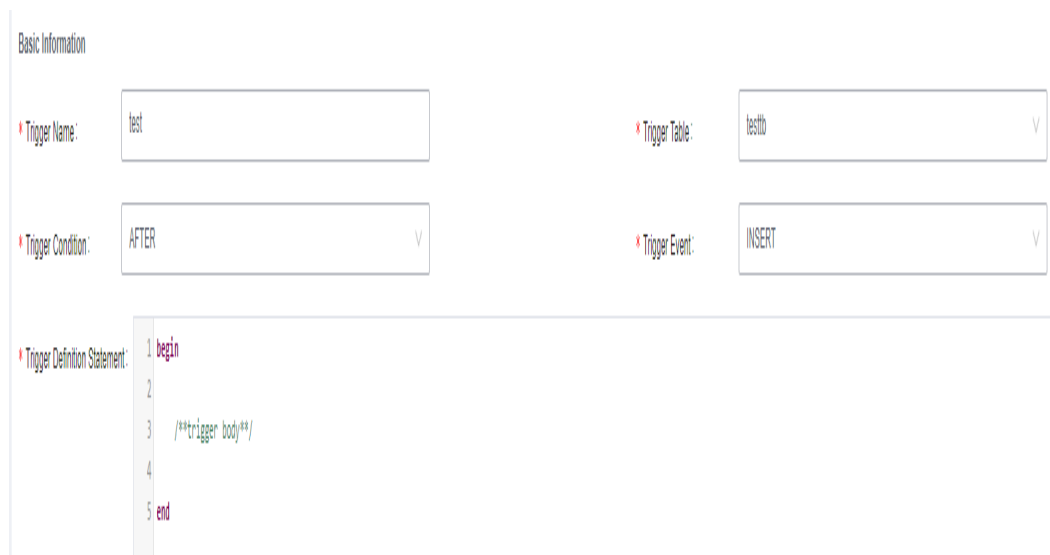 Basic Information
* Trigger Name: test
* Trigger Table: testtb
* Trigger Condition: AFTER
* Trigger Event: INSERT
* Trigger Definition Statement:
1 begin
2
3 /**trigger body**/
4
5 end